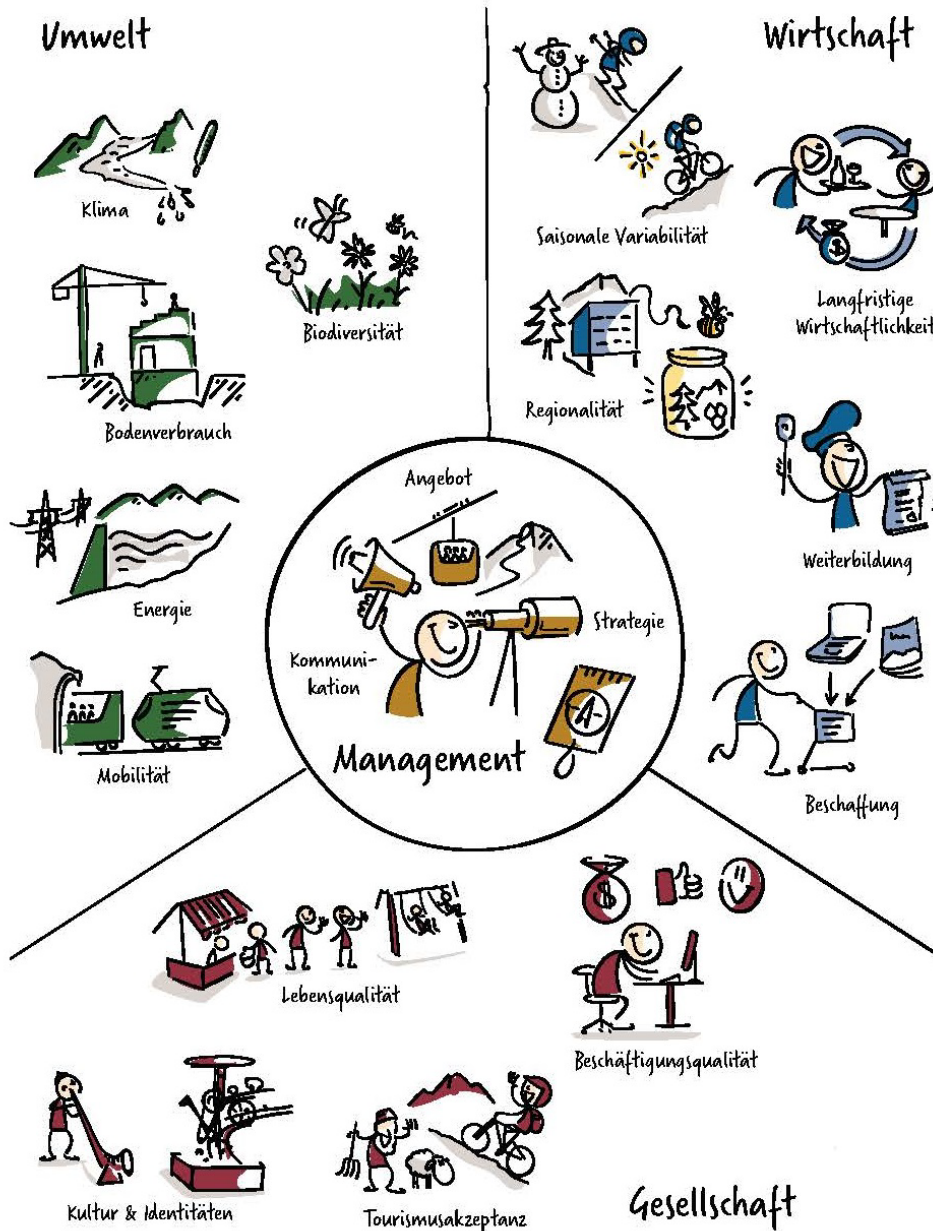 Umwelt
Klima
Biodiversität
Bodenverbrauch
Energie
Mobilität
Wirtschaft
Saisonale Variabilität
Langfristige
Wirtschaftlichkeit
Regionalität
Weiterbildung
Beschaffung
Angebot
Strategie
Kommuni-
kation
-A-
Management
Lebensqualität
$
Beschäftigungsqualität
Kultur & Identitäten
Tourismusakzeptanz
Gesellschaft